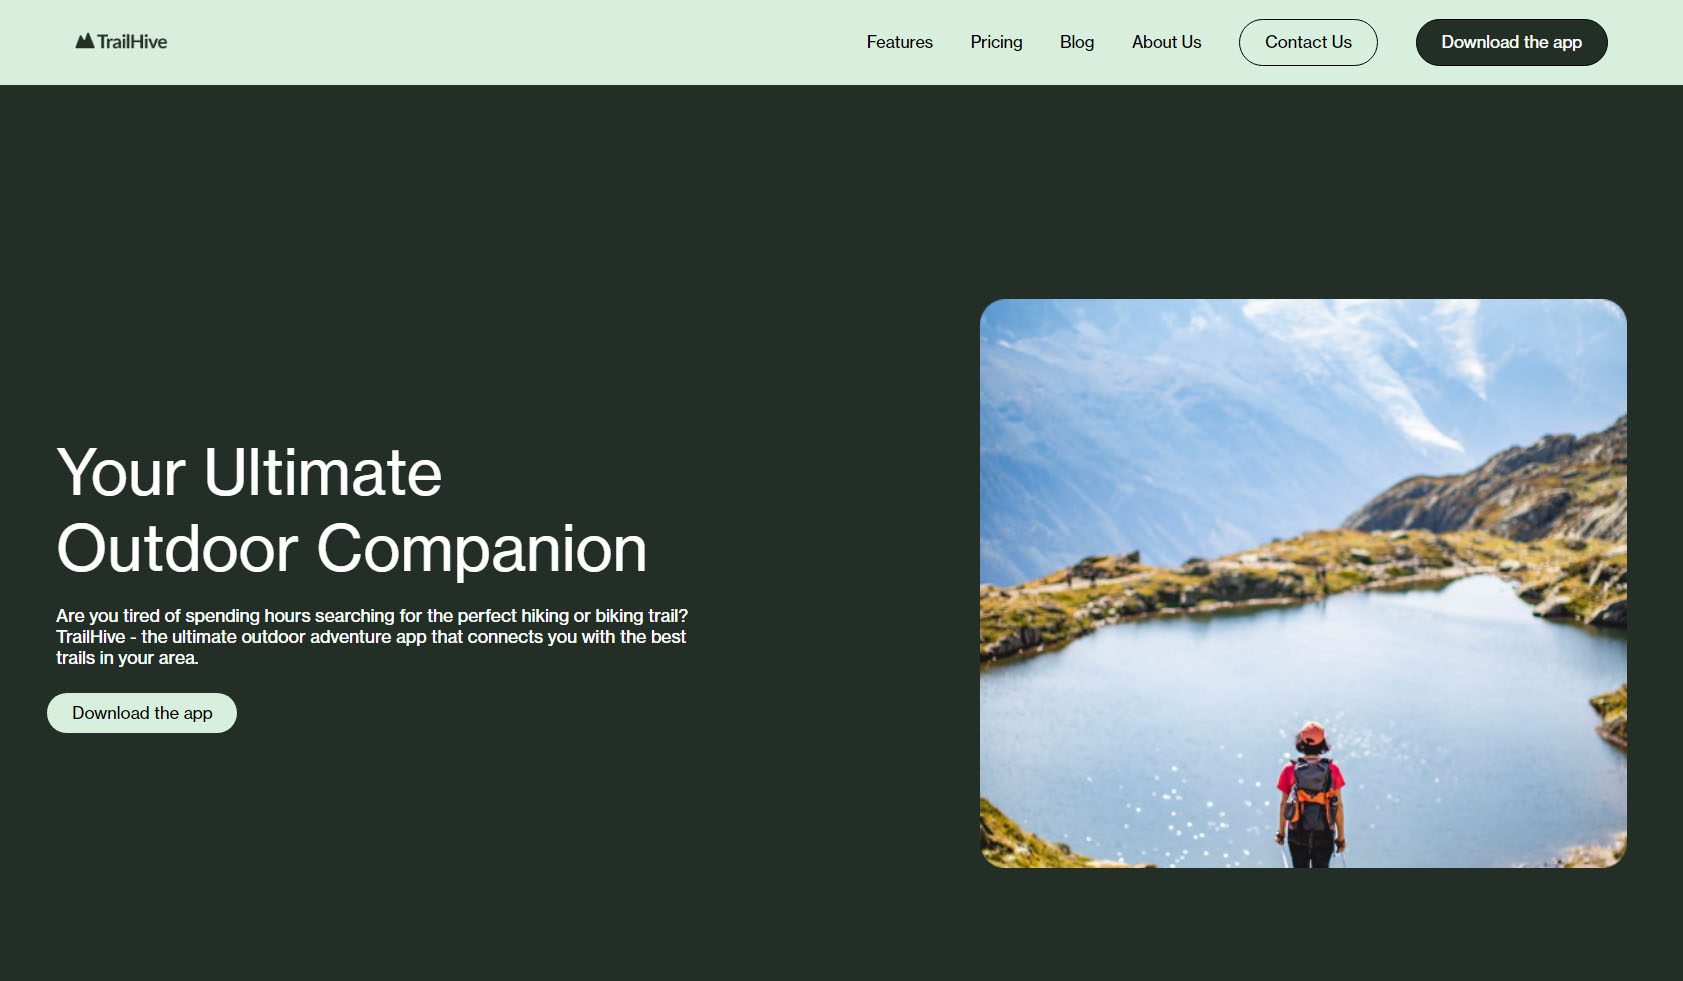 TrailHive
Features
Pricing
Blog
About Us
Contact Us
Download the app
Your Ultimate
Outdoor Companion
Are you tired of spending hours searching for the perfect hiking or biking trail?
TrailHive - the ultimate outdoor adventure app that connects you with the best
trails in your area.
Download the app